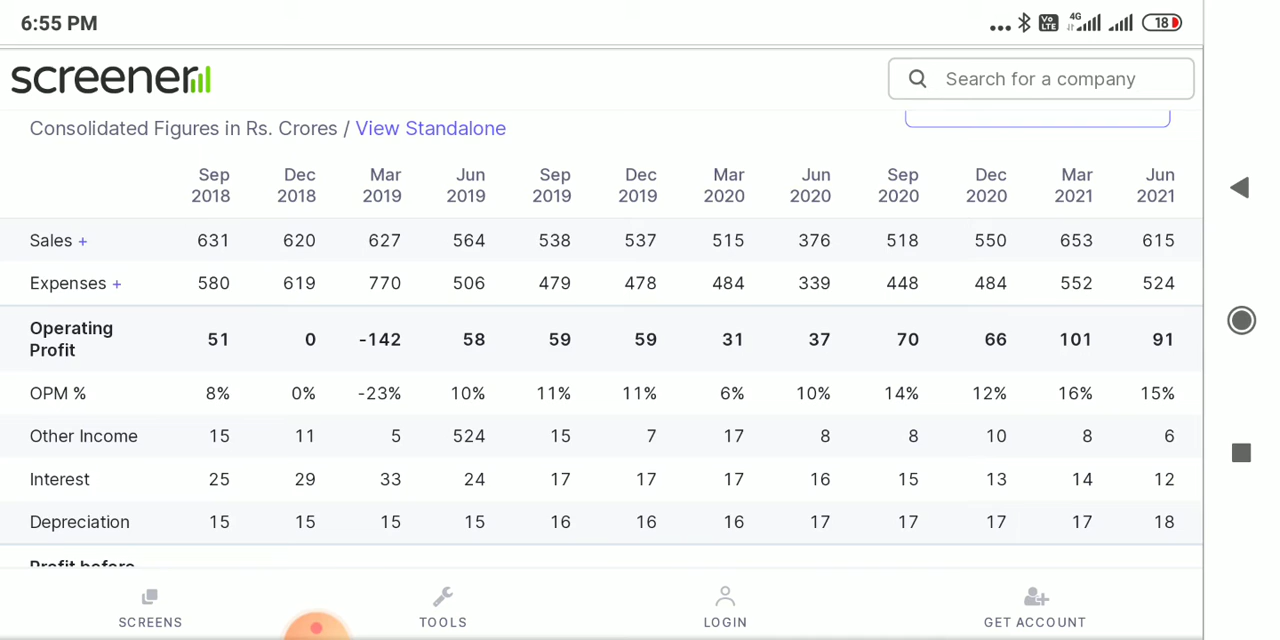 6:55 PM
Vo LTE 4G 18
screener
Search for a company
Consolidated Figures in Rs. Crores / View Standalone
Sep 2018 Dec 2018 Mar 2019 Jun 2019 Sep 2019 Dec 2019 Mar 2020 Jun 2020 Sep 2020 Dec 2020 Mar 2021 Jun 2021
Sales + 631 620 627 564 538 537 515 376 518 550 653 615
Expenses + 580 619 770 506 479 478 484 339 448 484 552 524
Operating Profit 51 0 -142 58 59 59 31 37 70 66 101 91
OPM % 8% 0% -23% 10% 11% 11% 6% 10% 14% 12% 16% 15%
Other Income 15 11 5 524 15 7 17 8 8 10 8 6
Interest 25 29 33 24 17 17 17 16 15 13 14 12
Depreciation 15 15 15 15 16 16 16 17 17 17 17 18
Profit before
SCREENS TOOLS LOGIN GET ACCOUNT